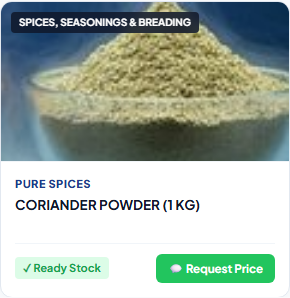 SPICES, SEASONINGS & BREADING
PURE SPICES
CORIANDER POWDER (1 KG)
✓ Ready Stock
Request Price